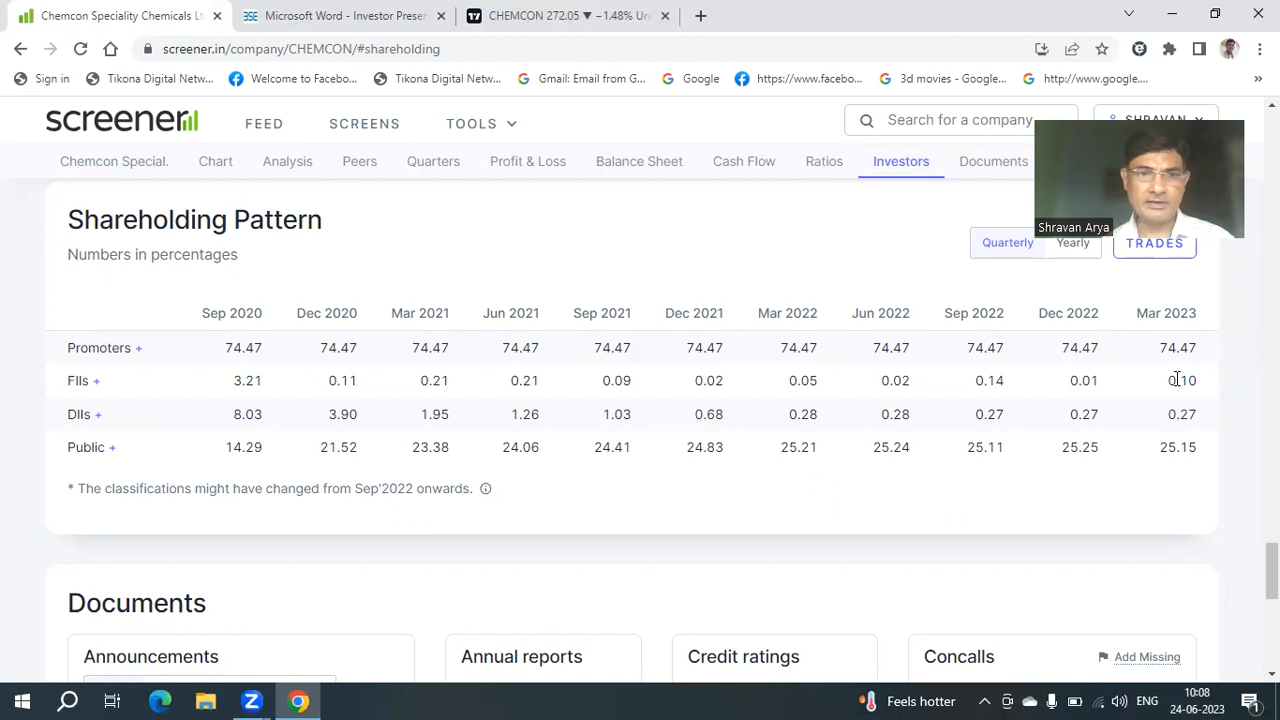 Chemcon Speciality Chemicals Lt
Microsoft Word - Investor Presen
CHEMCON 272.05 ▼ −1.48% Un
screener.in/company/CHEMCON/#shareholding
Sign in
Tikona Digital Netw...
Welcome to Facebo...
Tikona Digital Netw...
Gmail: Email from G...
Google
https://www.facebo...
3d movies - Google...
http://www.google....
»
screener
FEED
SCREENS
TOOLS
Search for a company
SHRAVAN
Chemcon Special.
Chart
Analysis
Peers
Quarters
Profit & Loss
Balance Sheet
Cash Flow
Ratios
Investors
Documents
Shravan Arya
Shareholding Pattern
Numbers in percentages
Quarterly
Yearly
TRADES
Sep 2020 Dec 2020 Mar 2021 Jun 2021 Sep 2021 Dec 2021 Mar 2022 Jun 2022 Sep 2022 Dec 2022 Mar 2023
Promoters + 74.47 74.47 74.47 74.47 74.47 74.47 74.47 74.47 74.47 74.47 74.47
FIIs + 3.21 0.11 0.21 0.21 0.09 0.02 0.05 0.02 0.14 0.01 0.10
DIIs + 8.03 3.90 1.95 1.26 1.03 0.68 0.28 0.28 0.27 0.27 0.27
Public + 14.29 21.52 23.38 24.06 24.41 24.83 25.21 25.24 25.11 25.25 25.15
* The classifications might have changed from Sep'2022 onwards.
Documents
Announcements
Annual reports
Credit ratings
Concalls
Add Missing
Feels hotter
ENG
10:08
24-06-2023
1